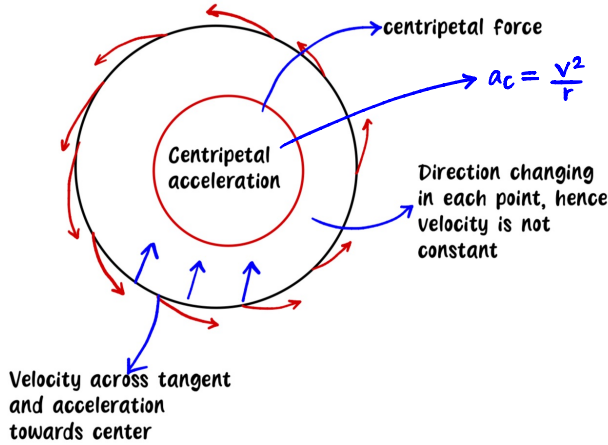 centripetal force
a_c = v²/r
Centripetal
acceleration
Direction changing
in each point, hence
velocity is not
constant
Velocity across tangent
and acceleration
towards center